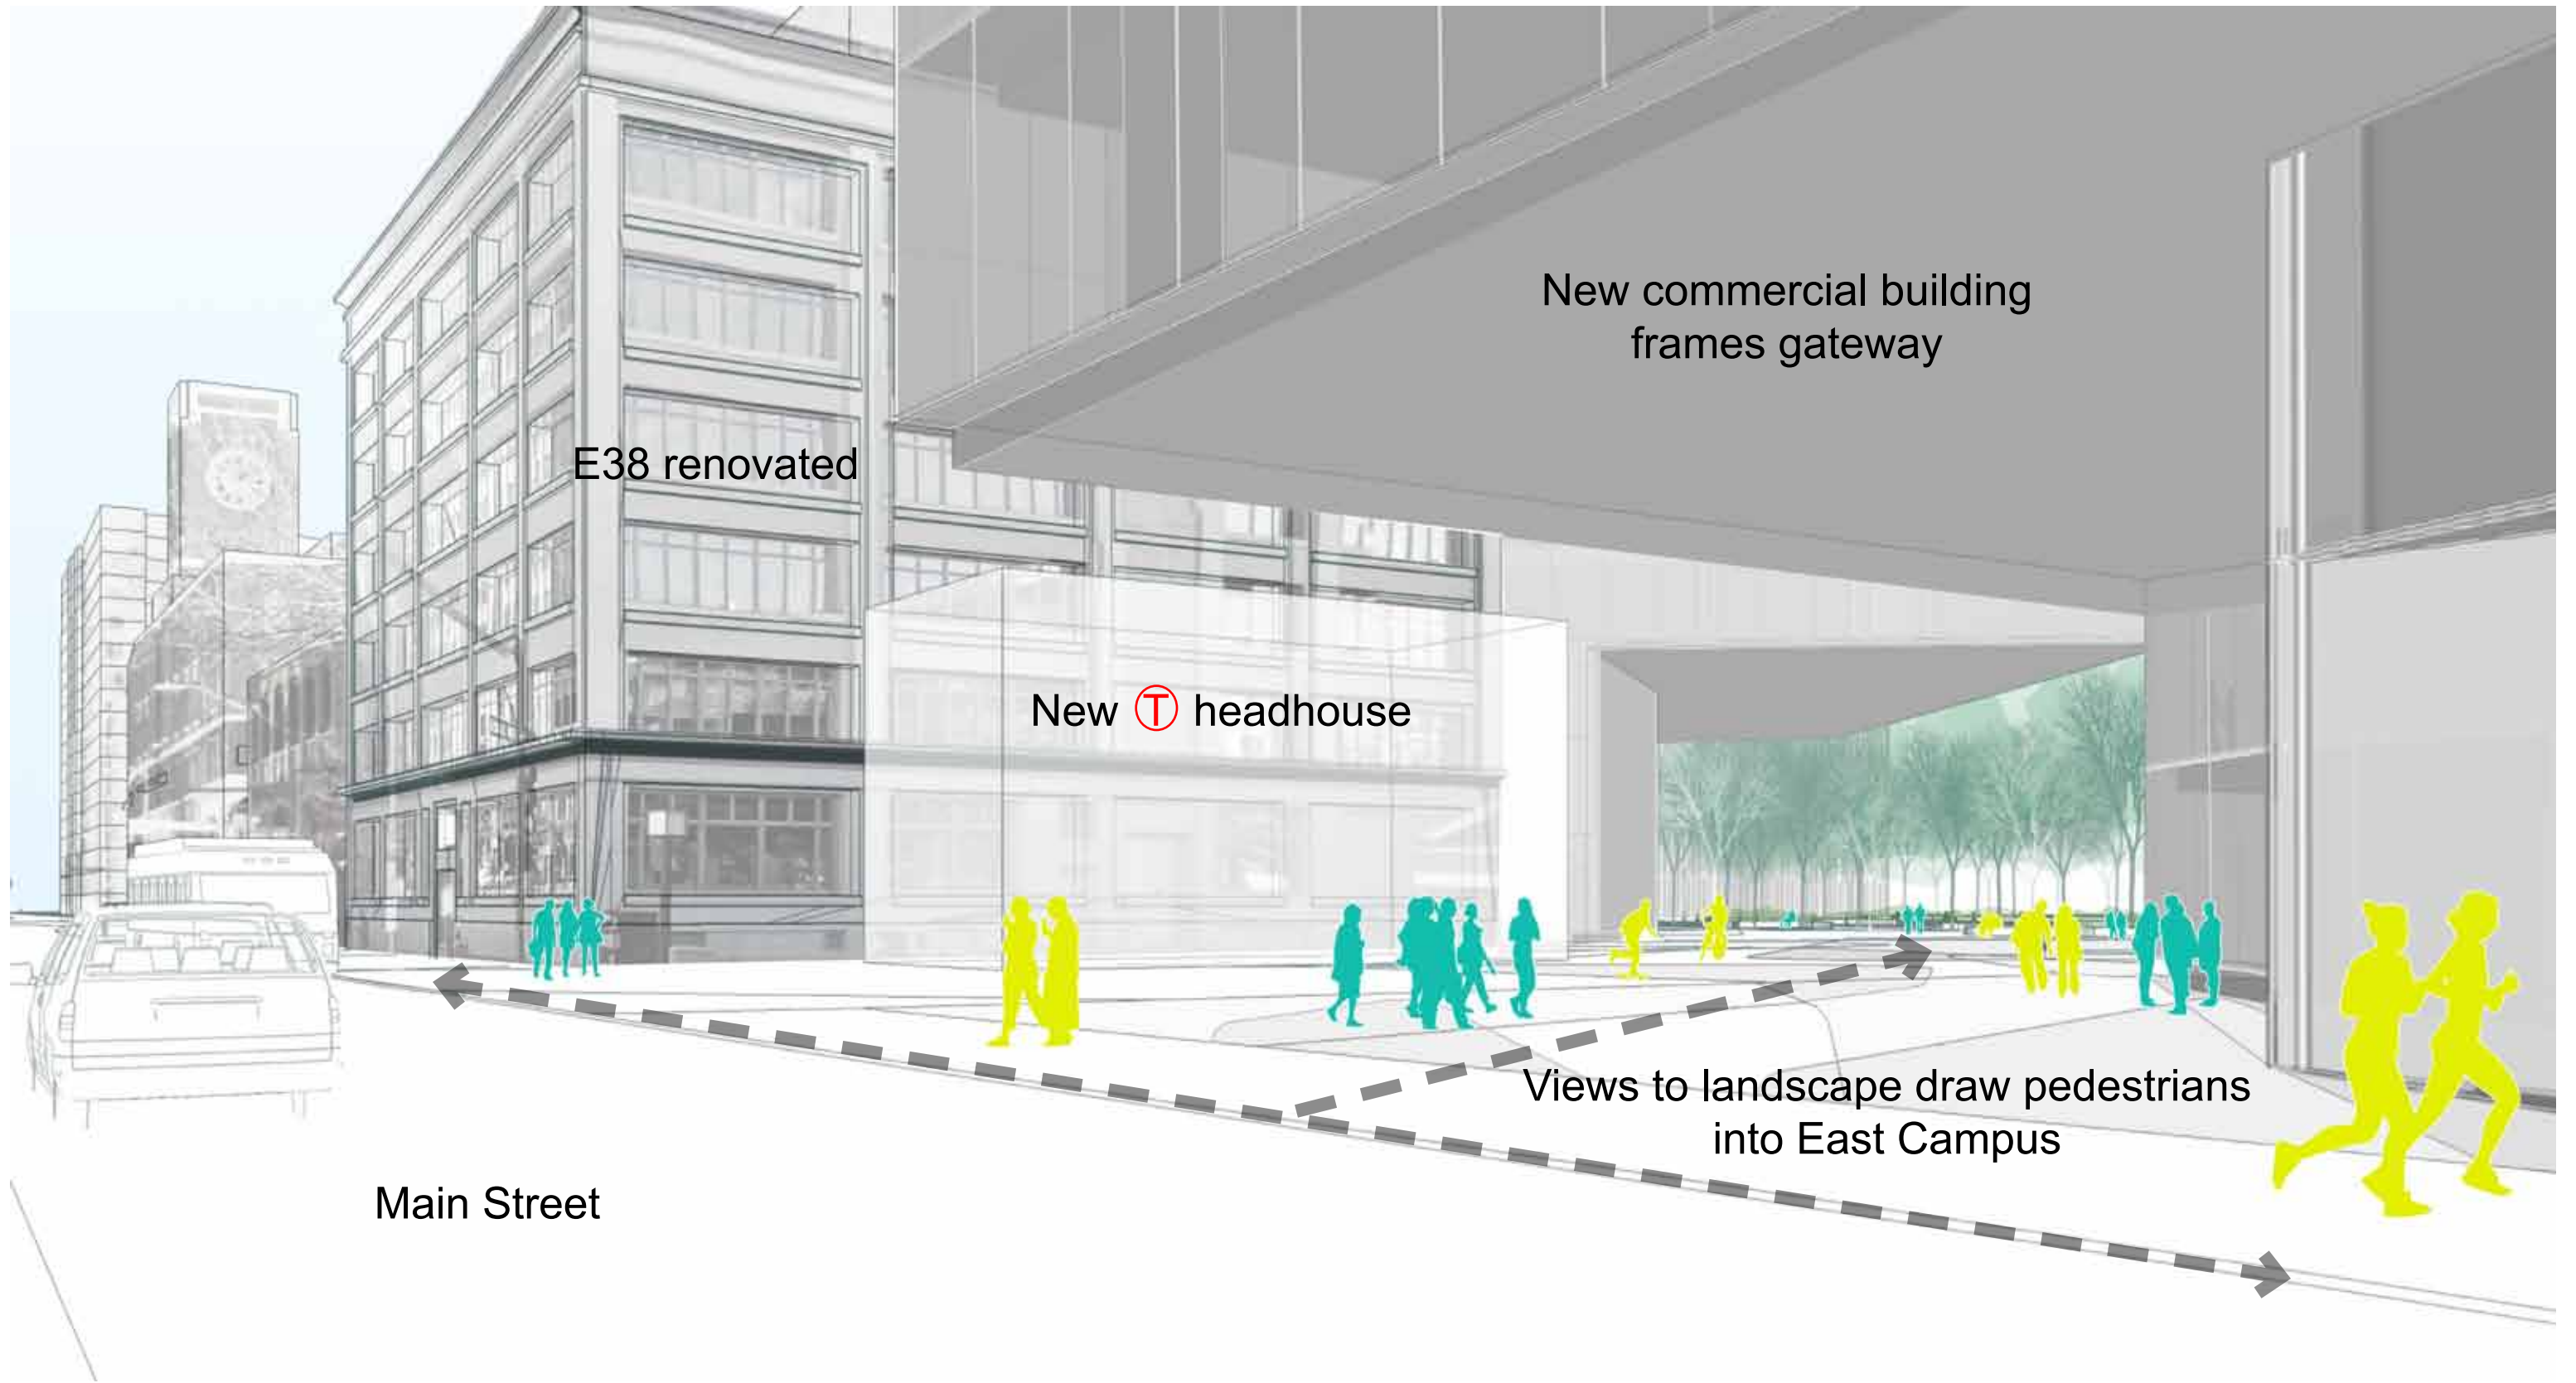 New commercial building
frames gateway
E38 renovated
New Ⓣ headhouse
Views to landscape draw pedestrians
into East Campus
Main Street